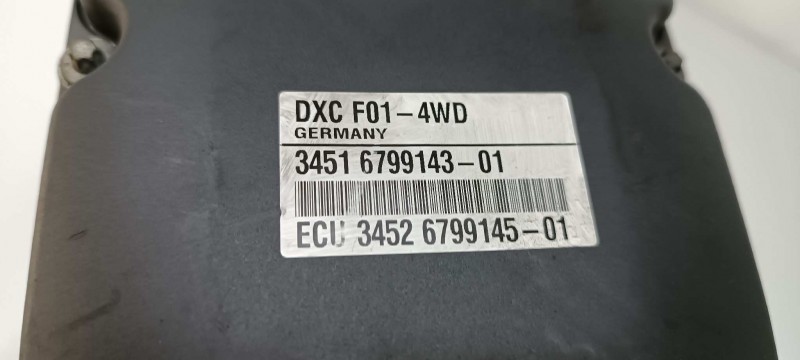 DXC F01-4WD
GERMANY
3451 6799143-01
ECU 3452 6799145-01